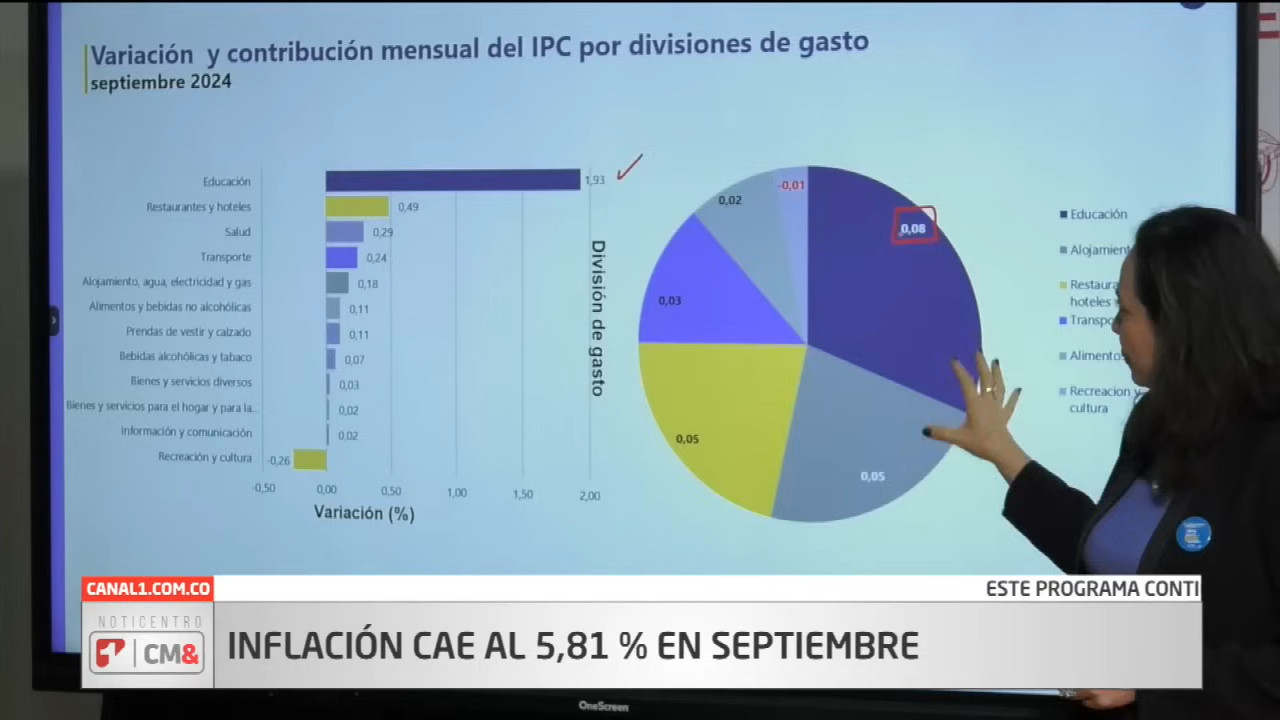 Variación y contribución mensual del IPC por divisiones de gasto
septiembre 2024
Educación
1,93
Restaurantes y hoteles
0,49
Salud
0,29
Transporte
0,24
Alojamiento, agua, electricidad y gas
0,18
Alimentos y bebidas no alcohólicas
0,11
Prendas de vestir y calzado
0,11
Bebidas alcohólicas y tabaco
0,07
Bienes y servicios diversos
0,03
Bienes y servicios para el hogar y para la...
0,02
Información y comunicación
0,02
Recreación y cultura
-0,26
-0,50 0,00 0,50 1,00 1,50 2,00
Variación (%)
División de gasto
0,02
-0,01
0,08
0,03
0,05
0,05
Educación
Alojamient
Restaura
hoteles
Transpo
Alimentos
Recreacion y
cultura
CANAL1.COM.CO
ESTE PROGRAMA CONTI
NOTICENTRO
1 CM&
INFLACIÓN CAE AL 5,81 % EN SEPTIEMBRE
OneScreen